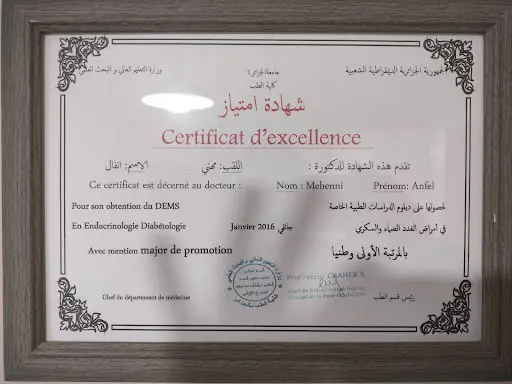 الجمهورية الجزائرية الديمقراطية الشعبية
جامعة الجزائر 1
وزارة التعليم العالي و البحث العلمي
كلية الطب
شهادة امتياز
Certificat d'excellence
تقدم هذه الشهادة للدكتورة : اللقب: مهني الاسم: انفال
Ce certificat est décerné au docteur : Nom : Mehenni Prénom: Anfel
Pour son obtention du DEMS
لحصولها على دبلوم الدراسات الطبية الخاصة
En Endocrinologie Diabétologie Janvier 2016 جانفي
في أمراض الغدد الصماء والسكري
Avec mention major de promotion
بالمرتبة الأولى وطنيا
Chef du département de médecine
رئيس قسم الطب